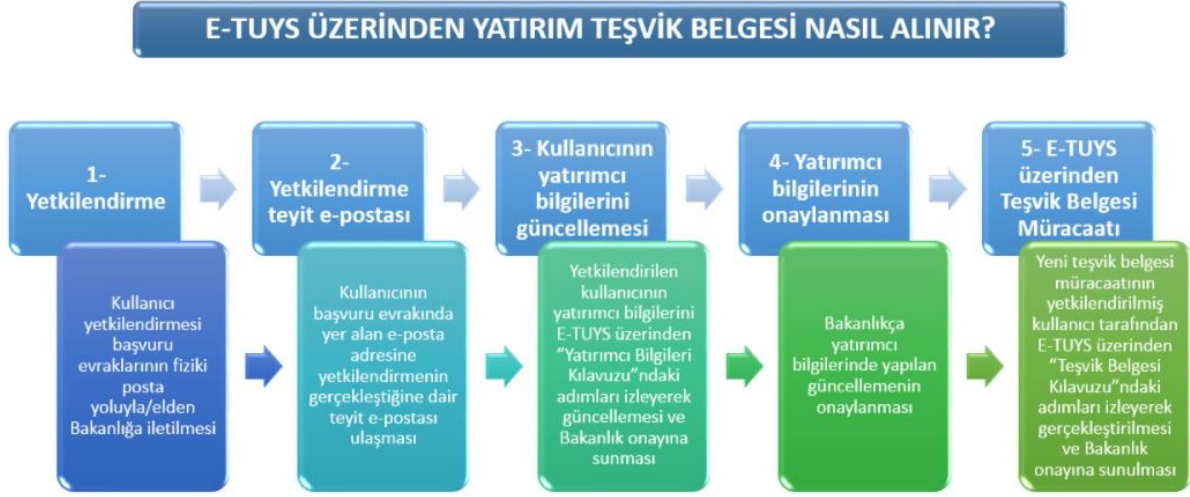 E-TUYS ÜZERİNDEN YATIRIM TEŞVİK BELGESİ NASIL ALINIR?
1-
Yetkilendirme
Kullanıcı
yetkilendirmesi
başvuru
evraklarının fiziki
posta
yoluyla/elden
Bakanlığa iletilmesi
2-
Yetkilendirme
teyit e-postası
Kullanıcının
başvuru evrakında
yer alan e-posta
adresine
yetkilendirmenin
gerçekleştiğine dair
teyit e-postası
ulaşması
3- Kullanıcının
yatırımcı
bilgilerini
güncellemesi
Yetkilendirilen
kullanıcının
yatırımcı bilgilerini
E-TUYS üzerinden
“Yatırımcı Bilgileri
Kılavuzu”ndaki
adımları izleyerek
güncellemesi ve
Bakanlık onayına
sunması
4- Yatırımcı
bilgilerinin
onaylanması
Bakanlıkça
yatırımcı
bilgilerinde yapılan
güncellemenin
onaylanması
5- E-TUYS
üzerinden
Teşvik Belgesi
Müracaatı
Yeni teşvik belgesi
müracaatının
yetkilendirilmiş
kullanıcı tarafından
E-TUYS üzerinden
“Teşvik Belgesi
Kılavuzu”ndaki
adımları izleyerek
gerçekleştirilmesi
ve Bakanlık
onayına sunulması